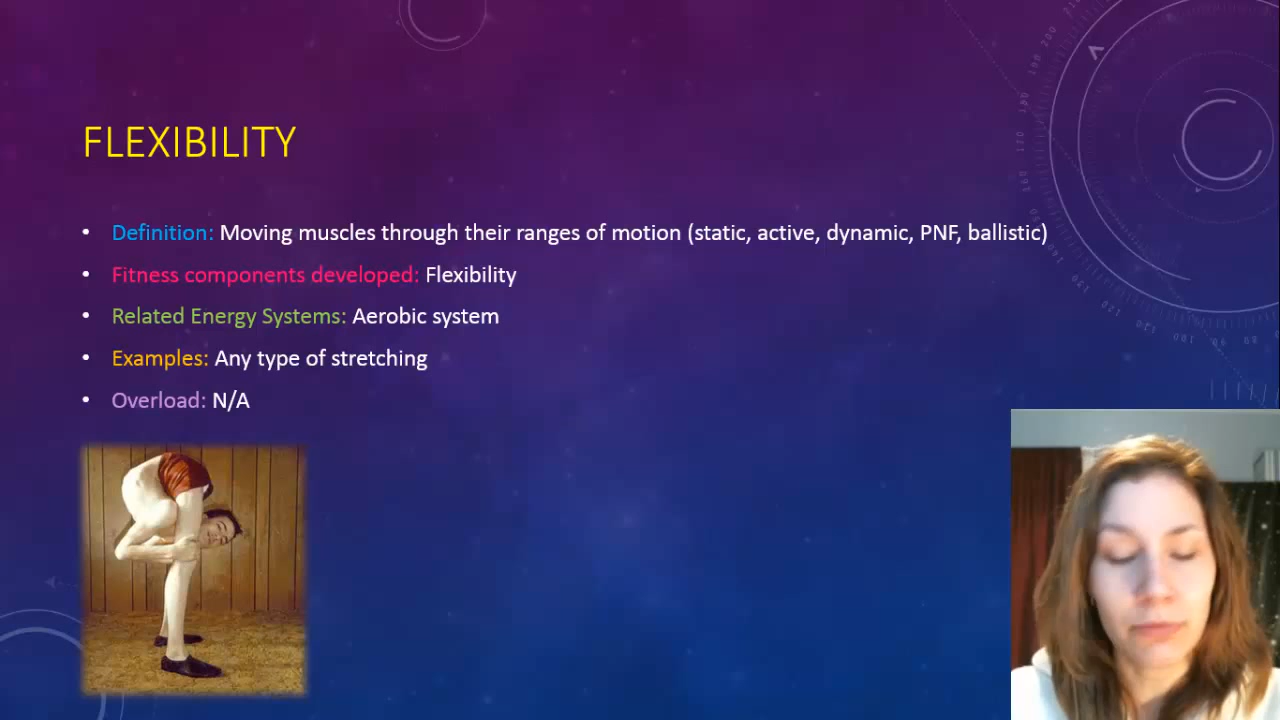 FLEXIBILITY
• Definition: Moving muscles through their ranges of motion (static, active, dynamic, PNF, ballistic)
• Fitness components developed: Flexibility
• Related Energy Systems: Aerobic system
• Examples: Any type of stretching
• Overload: N/A